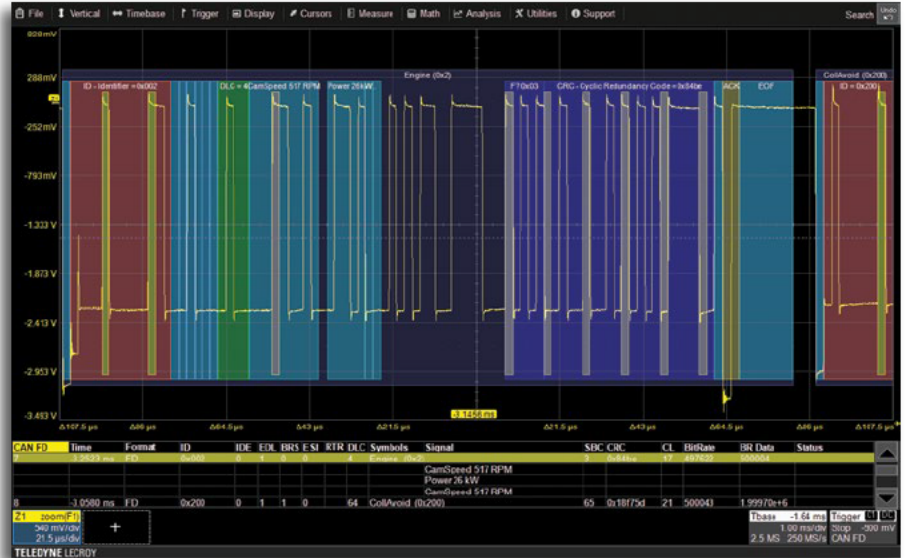 File Vertical Timebase Trigger Display Cursors Measure Math Analysis Utilities Support Search Undo
828mV
288mV
-252mV
-793mV
-1.333 V
-1.873 V
-2.413 V
-2.953 V
-3.493 V
Engine (0x2)
CollAvoid (0x200)
ID - Identifier =0x002
DLC = 4
CamSpeed 517 RPM
Power 26kW
CRC - Cyclic Redundancy Code = 0x84be
ACK
EOF
ID = 0x200
Z1
-3.1456 ms
Δ107.5 µs Δ86 µs Δ64.5 µs Δ43 µs Δ21.5 µs Δ21.5 µs Δ43 µs Δ64.5 µs Δ86 µs Δ107.5 µs
CAN FD Time Format ID IDE EDL BRS ESI RTR DLC Symbols Signal SBC CRC CL BitRate BR Data Status
7 FD 0x002 0 1 0 0 4 Engine (0x2) 3 0x84be 17 500004
CamSpeed 517 RPM
Power 26 kW
CamSpeed 517 RPM
8 -3.0580 ms FD 0x200 0 1 1 0 64 CollAvoid (0x200) 65 0x18f75d 21 500043 1.99970e+6
Z1 zoom(F1)
540 mV/div
21.5 µs/div
+
Tbase -1.64 ms
1.00 ms/div
2.5 MS 250 MS/s
Trigger C1 DC
Stop -500 mV
CAN FD
TELEDYNE LECROY